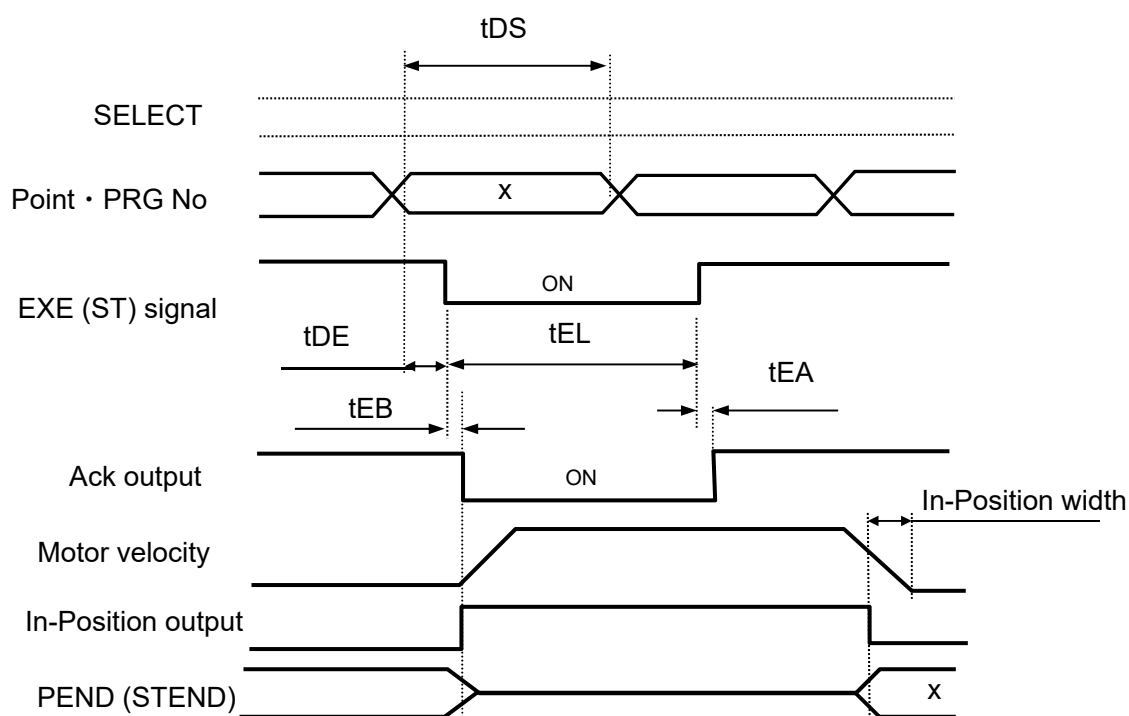 tDS
SELECT
Point・PRG No
x
EXE (ST) signal
ON
tDE
tEL
tEA
tEB
Ack output
ON
In-Position width
Motor velocity
In-Position output
PEND (STEND)
x